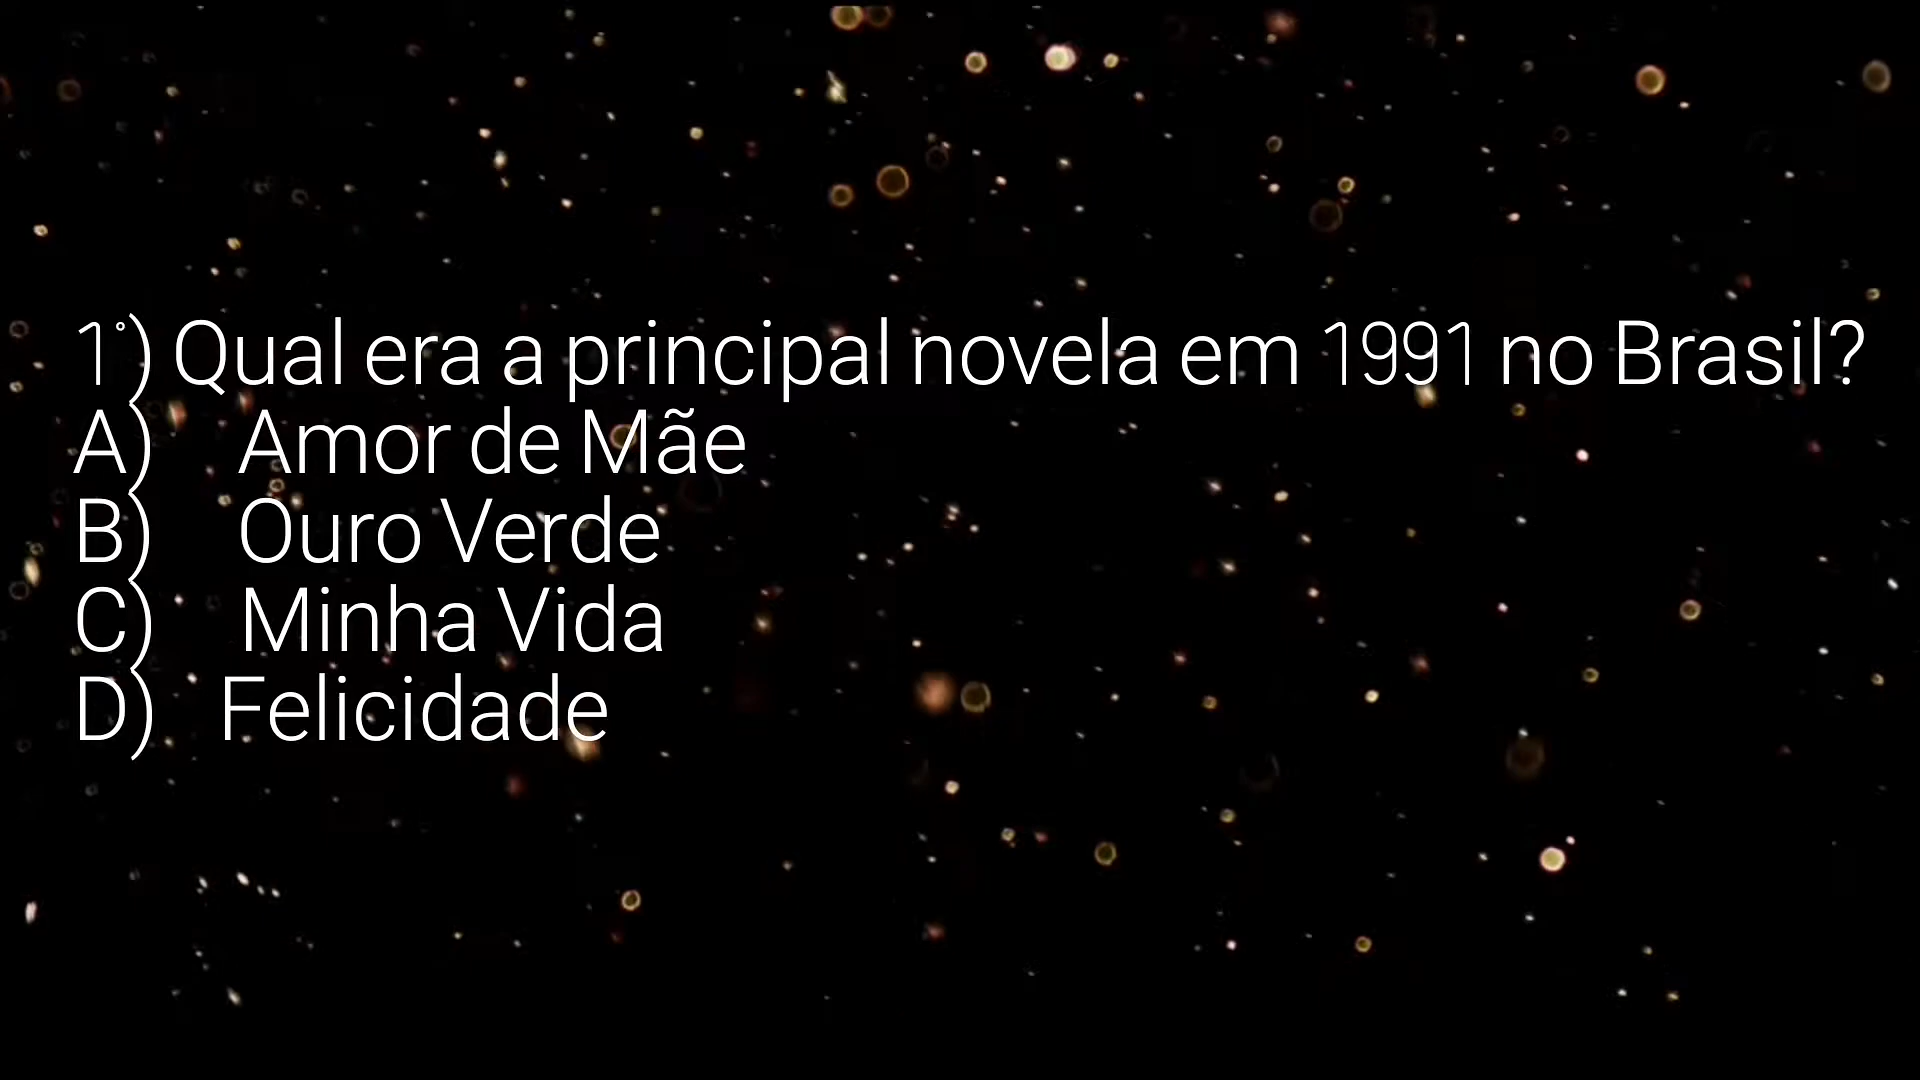 1°) Qual era a principal novela em 1991 no Brasil?
A) Amor de Mãe
B) Ouro Verde
C) Minha Vida
D) Felicidade